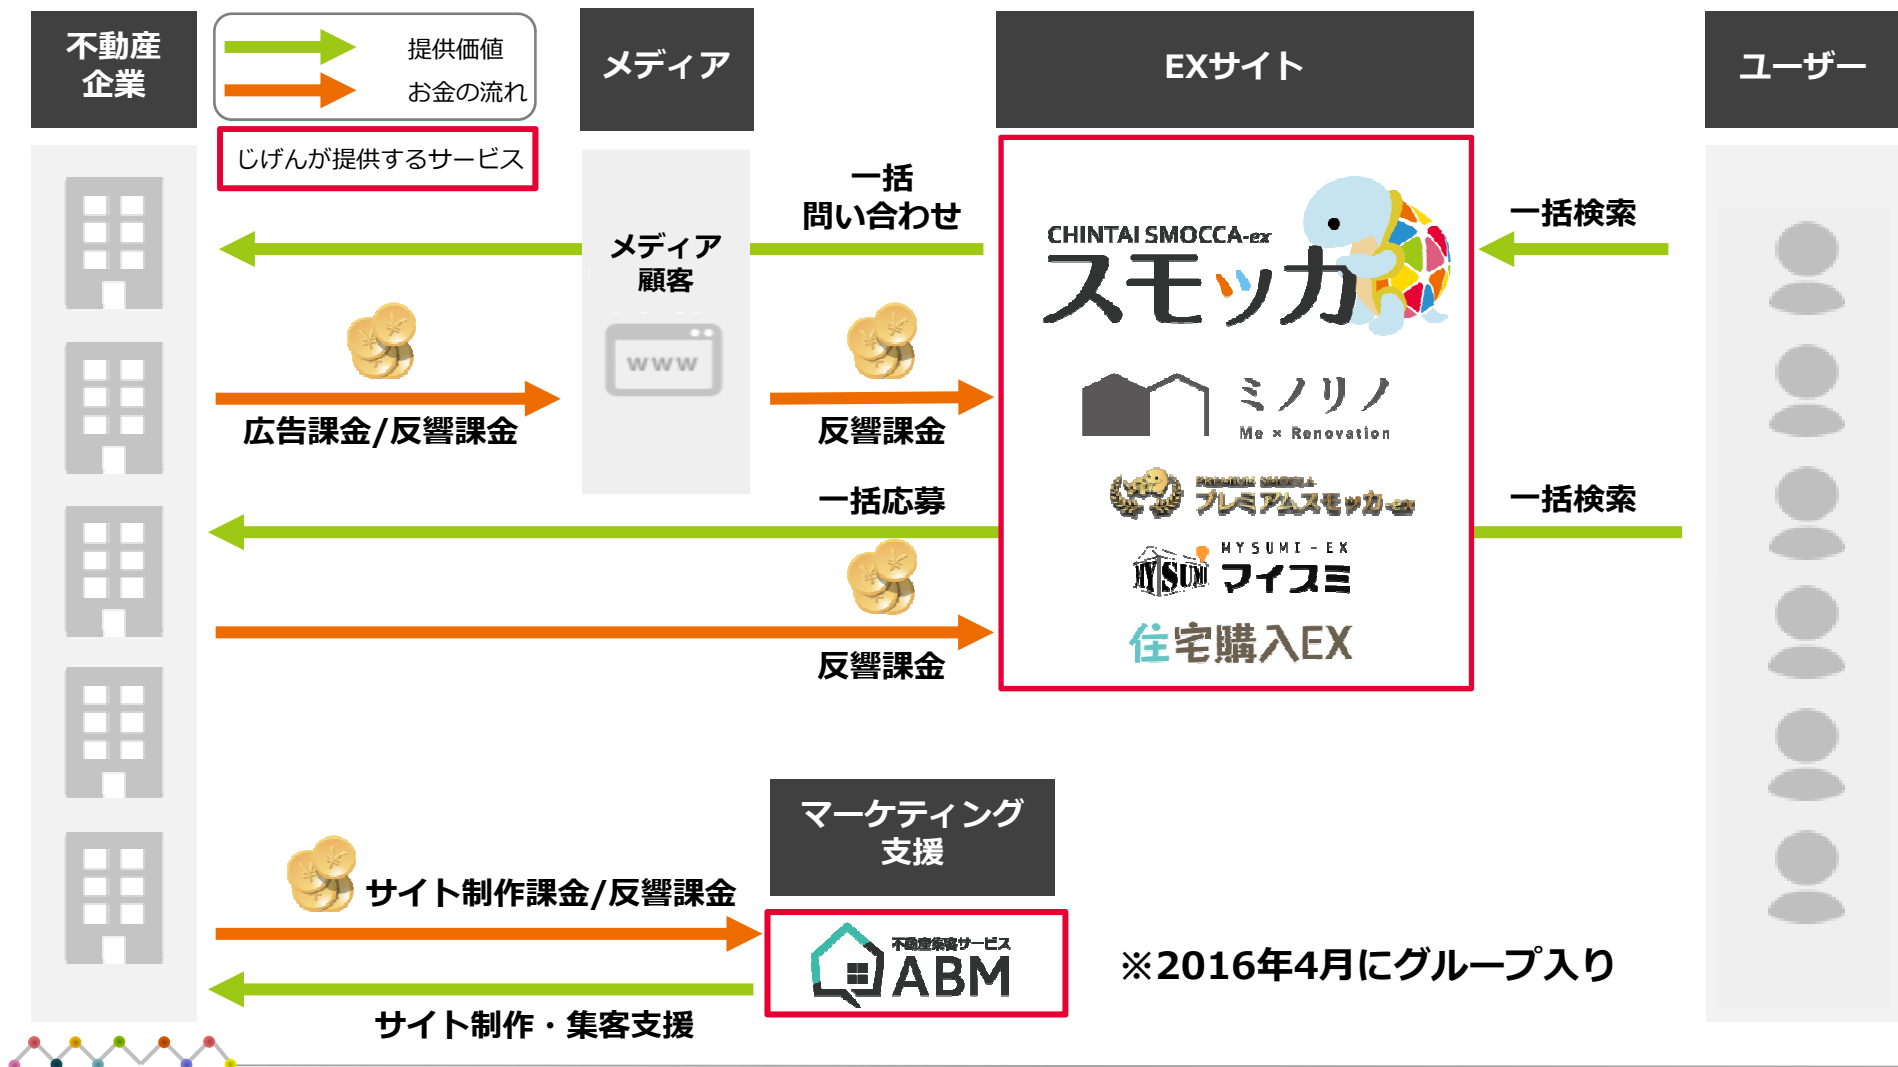 不動産
企業
提供価値
お金の流れ
じげんが提供するサービス
メディア
EXサイト
ユーザー
一括
問い合わせ
メディア
顧客
www
CHINTAI SMOCCA-ex
スモッカ
一括検索
広告課金/反響課金
反響課金
ミノリノ
Me × Renovation
PREMIUM SMOCCA
プレミアムスモッカ-ex
一括応募
一括検索
MYSUMI
MYSUMI-EX
マイスミ
反響課金
住宅購入EX
マーケティング
支援
サイト制作課金/反響課金
不動産集客サービス
ABM
※2016年4月にグループ入り
サイト制作・集客支援